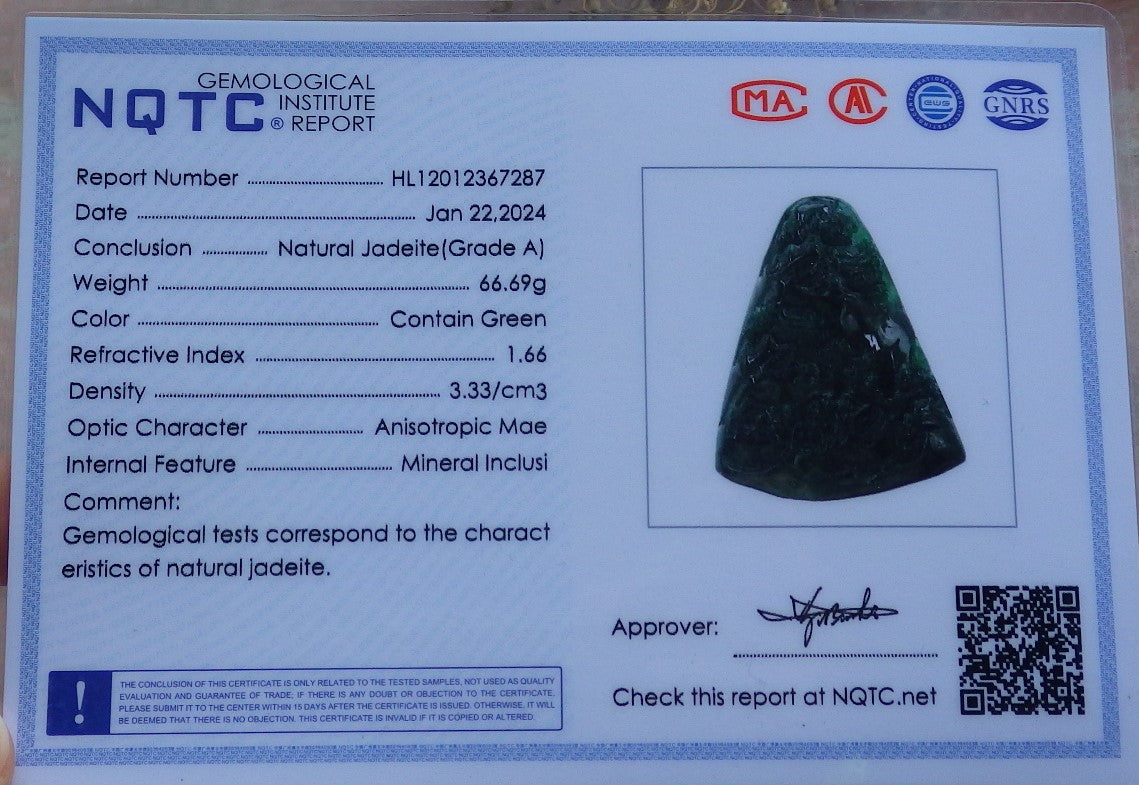 NQTC® GEMOLOGICAL INSTITUTE REPORT
Report Number HL12012367287
Date Jan 22,2024
Conclusion Natural Jadeite(Grade A)
Weight 66.69g
Color Contain Green
Refractive Index 1.66
Density 3.33/cm3
Optic Character Anisotropic Mae
Internal Feature Mineral Inclusi
Comment:
Gemological tests correspond to the charact
eristics of natural jadeite.
! THE CONCLUSION OF THIS CERTIFICATE IS ONLY RELATED TO THE TESTED SAMPLES, NOT USED AS QUALITY
EVALUATION AND GUARANTEE OF TRADE; IF THERE IS ANY DOUBT OR OBJECTION TO THE CERTIFICATE.
PLEASE SUBMIT IT TO THE CENTER WITHIN 15 DAYS AFTER THE CERTIFICATE IS ISSUED. OTHERWISE, IT WILL
BE DEEMED THAT THERE IS NO OBJECTION. THIS CERTIFICATE IS INVALID IF IT IS COPIED OR ALTERED.
MA
GNRS
Approver:
Check this report at NQTC.net